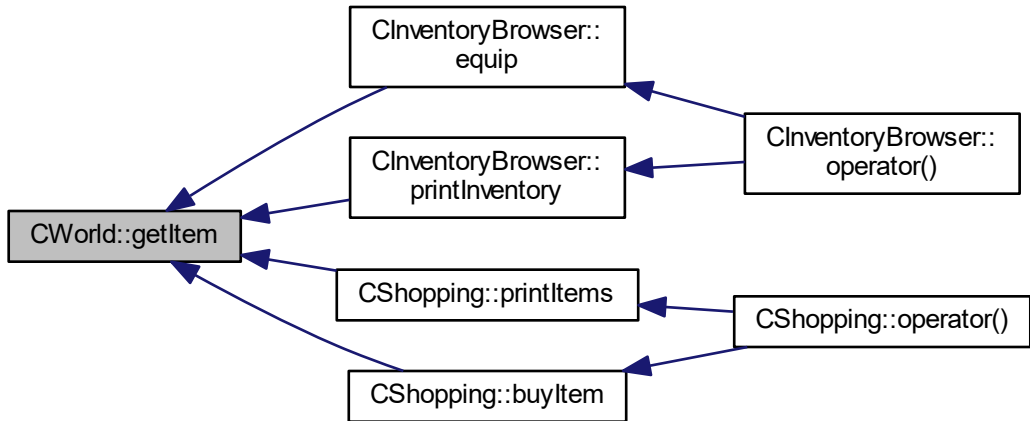 CInventoryBrowser::
equip
CInventoryBrowser::
operator()
CInventoryBrowser::
printInventory
CWorld::getItem
CShopping::printItems
CShopping::operator()
CShopping::buyItem